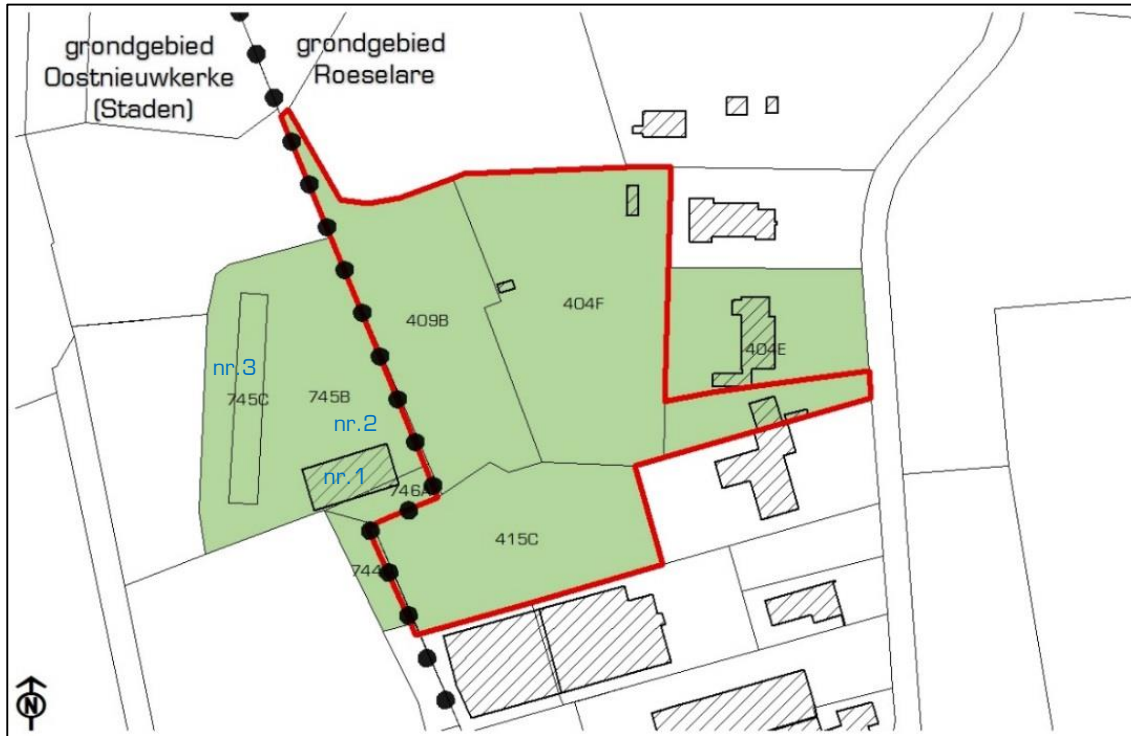 grondgebied
Oostnieuwkerke
(Staden)
grondgebied
Roeselare
404F
409B
404E
nr.3
745C
745B
nr.2
nr.1
746A
415C
744
N